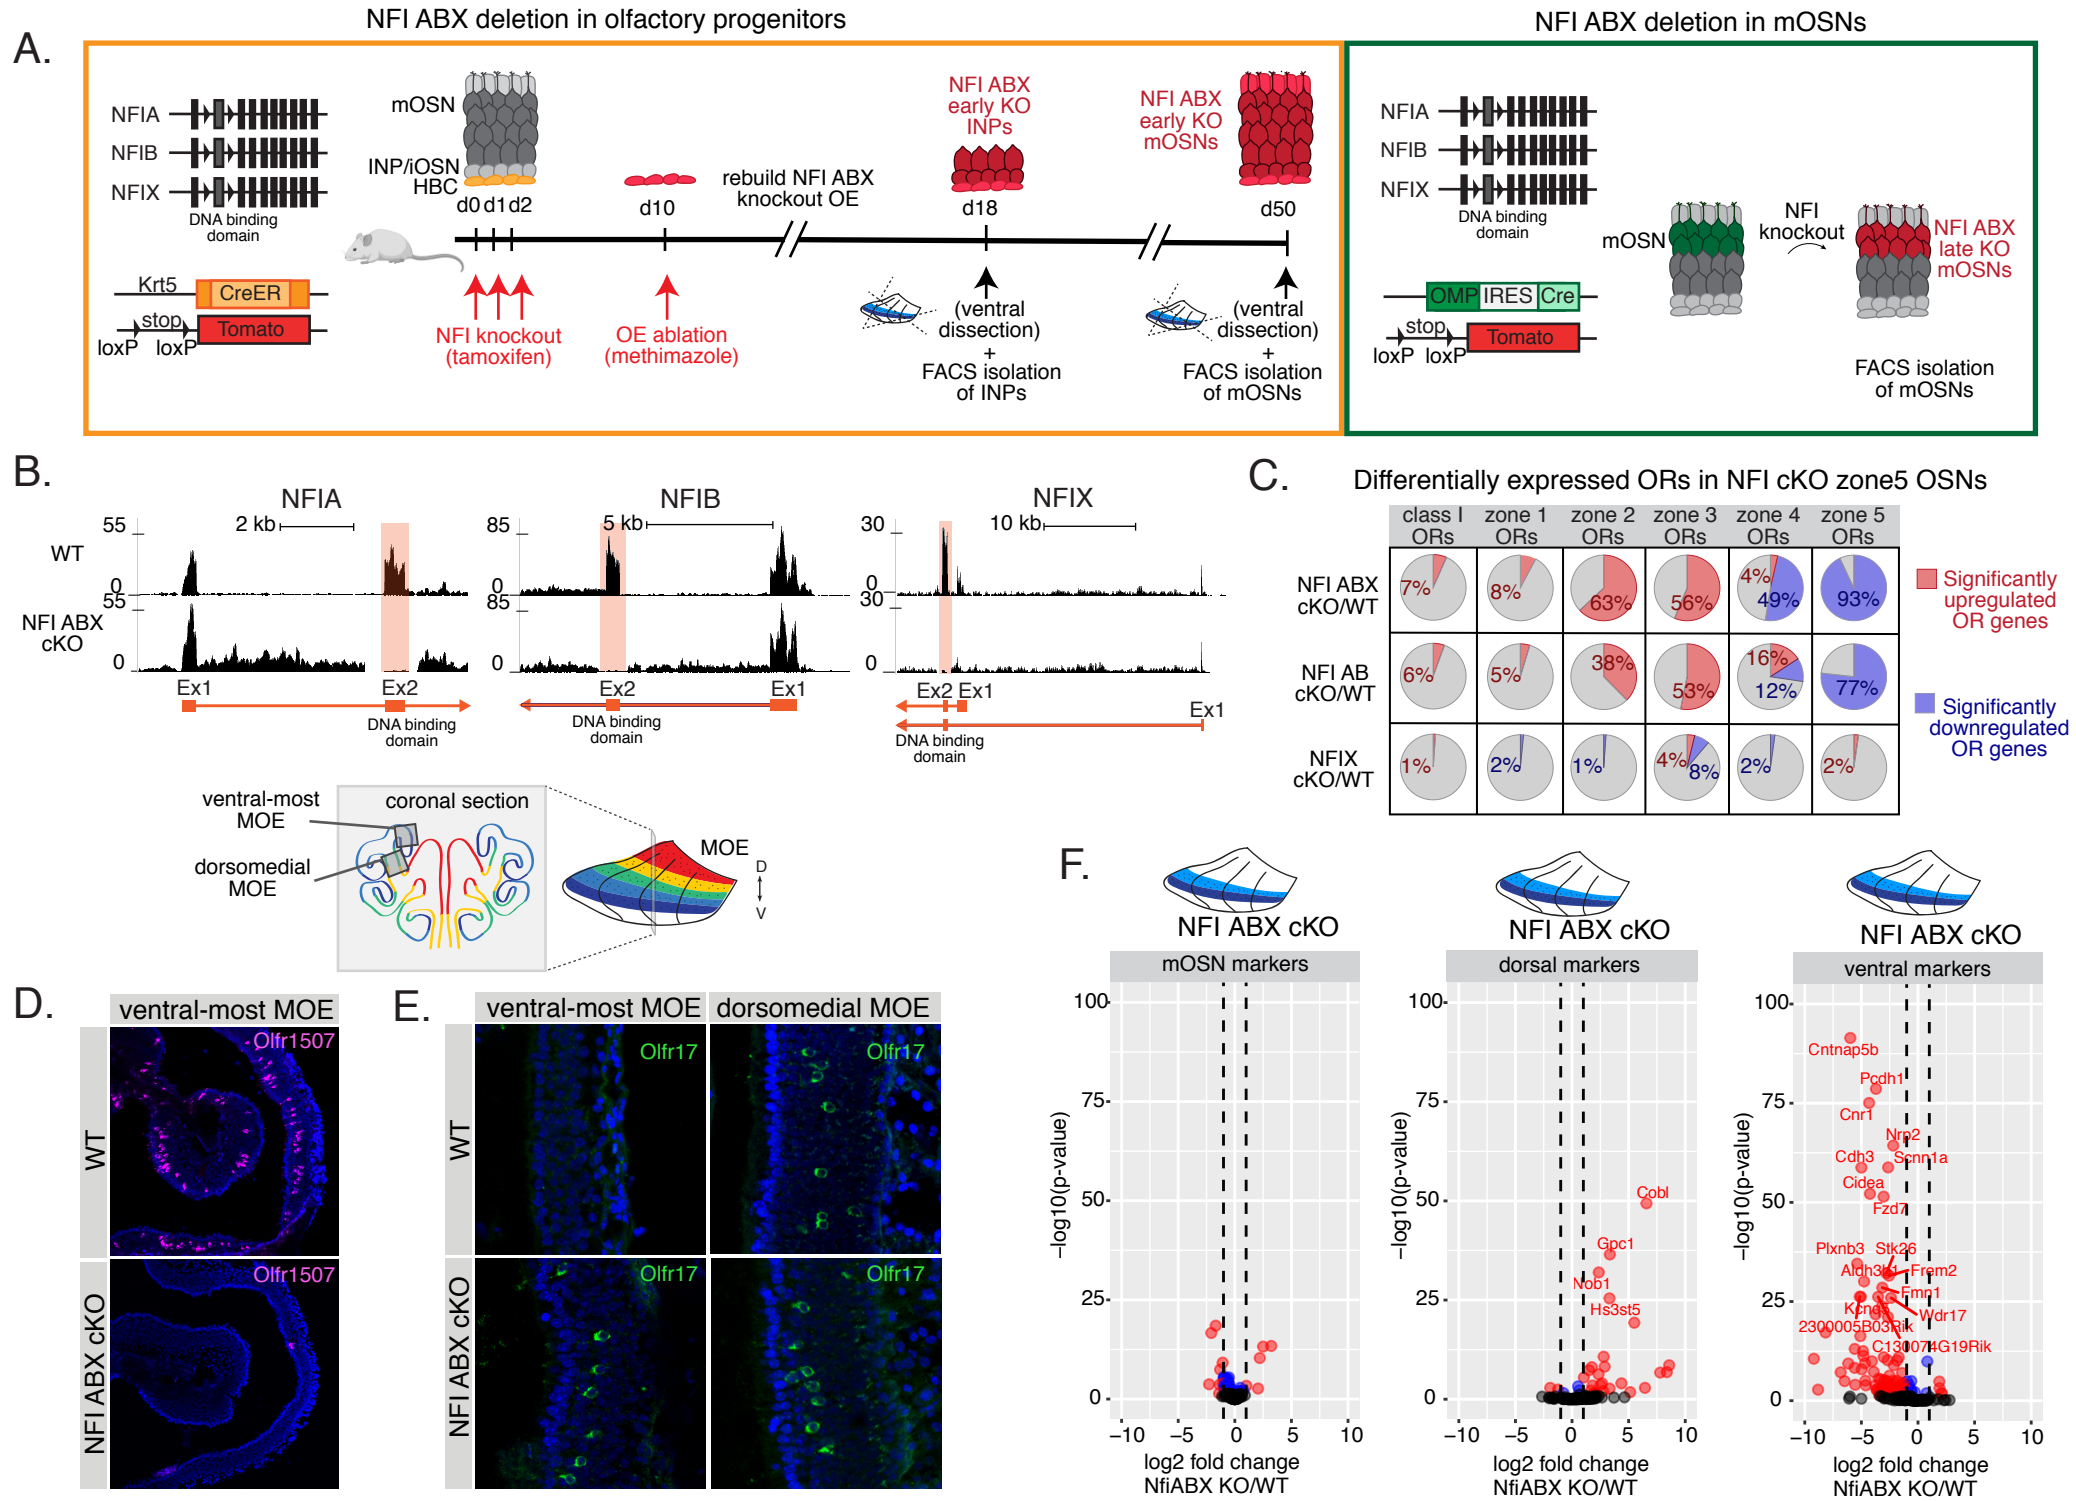 NFI ABX deletion in olfactory progenitors
NFI ABX deletion in mOSNs
A.
NFIA
NFIB
NFIX
DNA binding
domain
Krt5
CreER
stop
Tomato
loxP
loxP
mOSN
INP/iOSN
HBC
d0 d1 d2
d10
rebuild NFI ABX
knockout OE
NFI ABX
early KO
INPs
d18
NFI ABX
early KO
mOSNs
d50
NFI knockout
(tamoxifen)
OE ablation
(methimazole)
(ventral
dissection)
+
FACS isolation
of INPs
(ventral
dissection)
+
FACS isolation
of mOSNs
NFIA
NFIB
NFIX
DNA binding
domain
OMP IRES Cre
stop
Tomato
loxP
loxP
mOSN
NFI
knockout
NFI ABX
late KO
mOSNs
FACS isolation
of mOSNs
B.
NFIA
NFIB
NFIX
2 kb
5 kb
10 kb
WT
55
0
85
0
30
0
NFI ABX
cKO
55
0
85
0
30
0
Ex1
Ex2
DNA binding
domain
Ex2
Ex1
DNA binding
domain
Ex2 Ex1
Ex1
DNA binding
domain
C.
Differentially expressed ORs in NFI cKO zone5 OSNs
class I
ORs
zone 1
ORs
zone 2
ORs
zone 3
ORs
zone 4
ORs
zone 5
ORs
NFI ABX
cKO/WT
7%
8%
63%
56%
4%
49%
93%
NFI AB
cKO/WT
6%
5%
38%
53%
16%
12%
77%
NFIX
cKO/WT
1%
2%
1%
4%
8%
2%
2%
Significantly
upregulated
OR genes
Significantly
downregulated
OR genes
ventral-most
MOE
dorsomedial
MOE
coronal section
MOE
D
V
D.
ventral-most MOE
WT
Olfr1507
NFI ABX cKO
Olfr1507
E.
ventral-most MOE
dorsomedial MOE
WT
Olfr17
Olfr17
NFI ABX cKO
Olfr17
Olfr17
F.
NFI ABX cKO
mOSN markers
−log10(p-value)
100
75
50
25
0
−10
−5
0
5
10
log2 fold change
NfiABX KO/WT
NFI ABX cKO
dorsal markers
−log10(p-value)
100
75
50
25
0
Cobl
Gpc1
Nob1
Hs3st5
−10
−5
0
5
10
log2 fold change
NfiABX KO/WT
NFI ABX cKO
ventral markers
−log10(p-value)
100
75
50
25
0
Cntnap5b
Pcdh1
Cnr1
Nrp2
Cdh3
Scnn1a
Cidea
Fzd7
Plxnb3
Stk26
Frem2
Fmn1
Wdr17
2300005B03Rik
C130074G19Rik
−10
−5
0
5
10
log2 fold change
NfiABX KO/WT